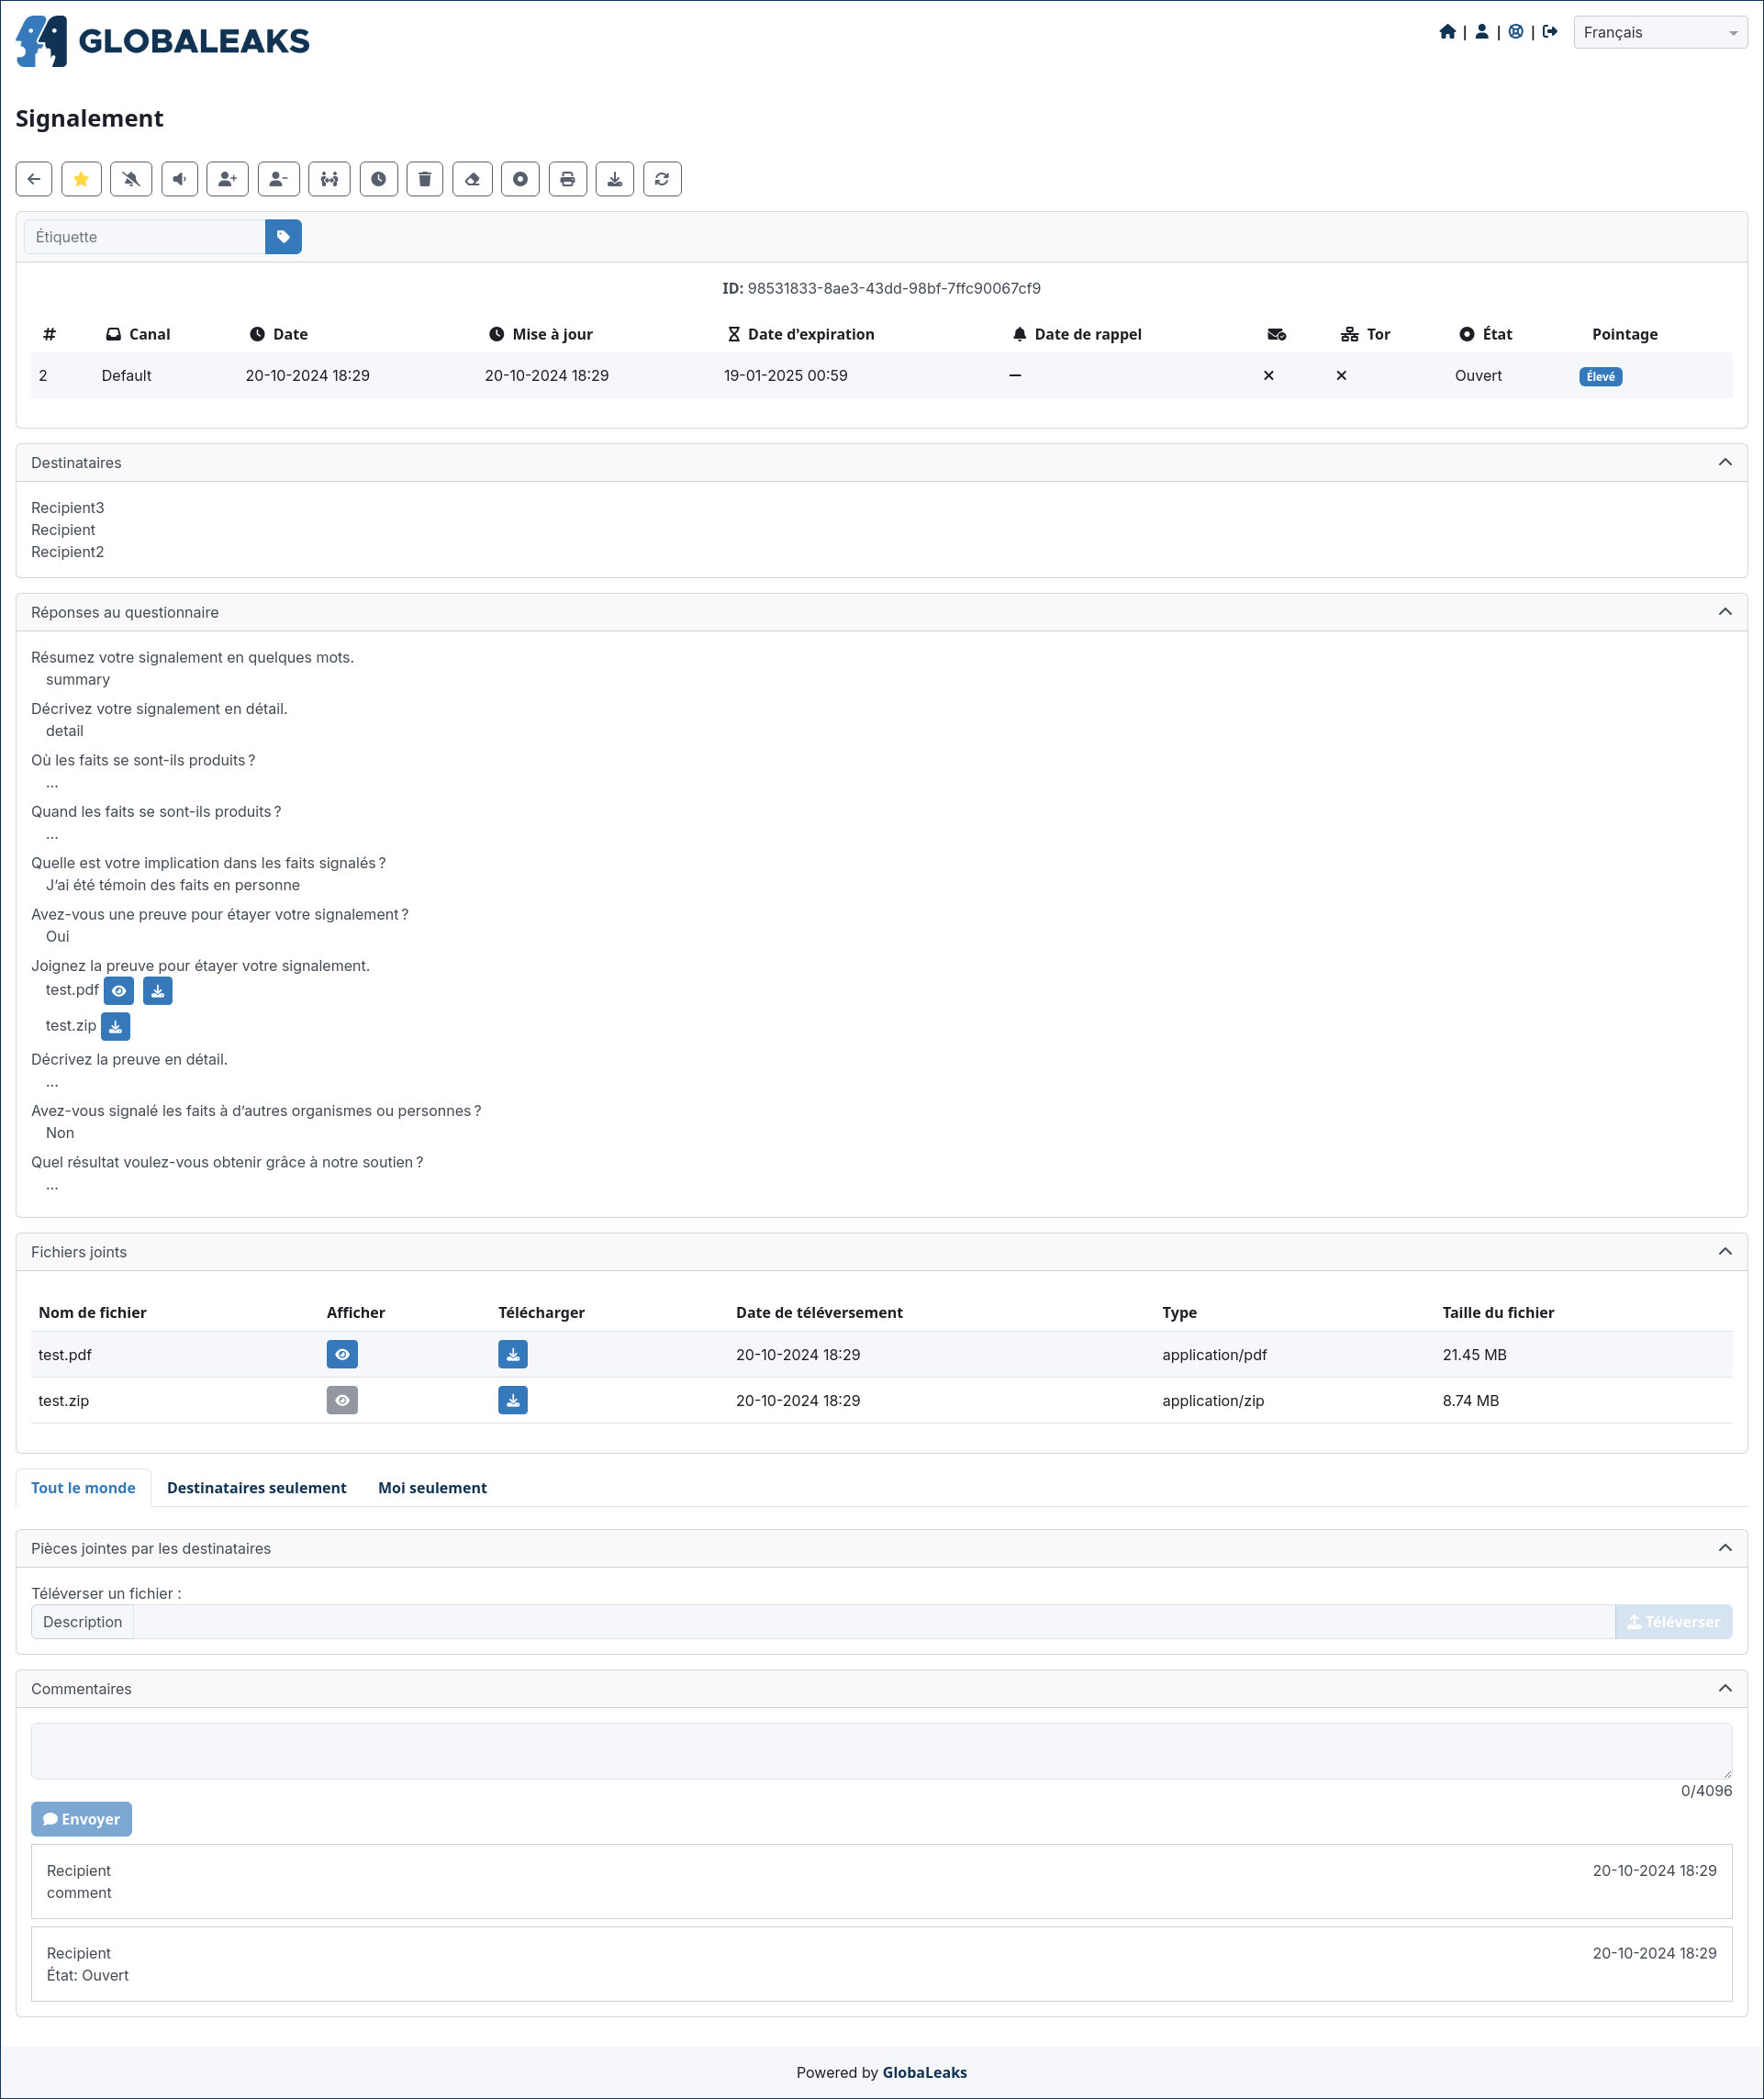 GLOBALEAKS
| | | Français
Signalement
Étiquette
ID: 98531833-8ae3-43dd-98bf-7ffc90067cf9
# Canal Date Mise à jour Date d’expiration Date de rappel Tor État Pointage
2 Default 20-10-2024 18:29 20-10-2024 18:29 19-01-2025 00:59 Ouvert Élevé
Destinataires
Recipient3
Recipient
Recipient2
Réponses au questionnaire
Résumez votre signalement en quelques mots.
summary
Décrivez votre signalement en détail.
detail
Où les faits se sont-ils produits ?
...
Quand les faits se sont-ils produits ?
...
Quelle est votre implication dans les faits signalés ?
J’ai été témoin des faits en personne
Avez-vous une preuve pour étayer votre signalement ?
Oui
Joignez la preuve pour étayer votre signalement.
test.pdf
test.zip
Décrivez la preuve en détail.
...
Avez-vous signalé les faits à d’autres organismes ou personnes ?
Non
Quel résultat voulez-vous obtenir grâce à notre soutien ?
...
Fichiers joints
Nom de fichier Afficher Télécharger Date de téléversement Type Taille du fichier
test.pdf 20-10-2024 18:29 application/pdf 21.45 MB
test.zip 20-10-2024 18:29 application/zip 8.74 MB
Tout le monde Destinataires seulement Moi seulement
Pièces jointes par les destinataires
Téléverser un fichier :
Description Téléverser
Commentaires
0/4096
Envoyer
Recipient 20-10-2024 18:29
comment
Recipient 20-10-2024 18:29
État: Ouvert
Powered by GlobaLeaks